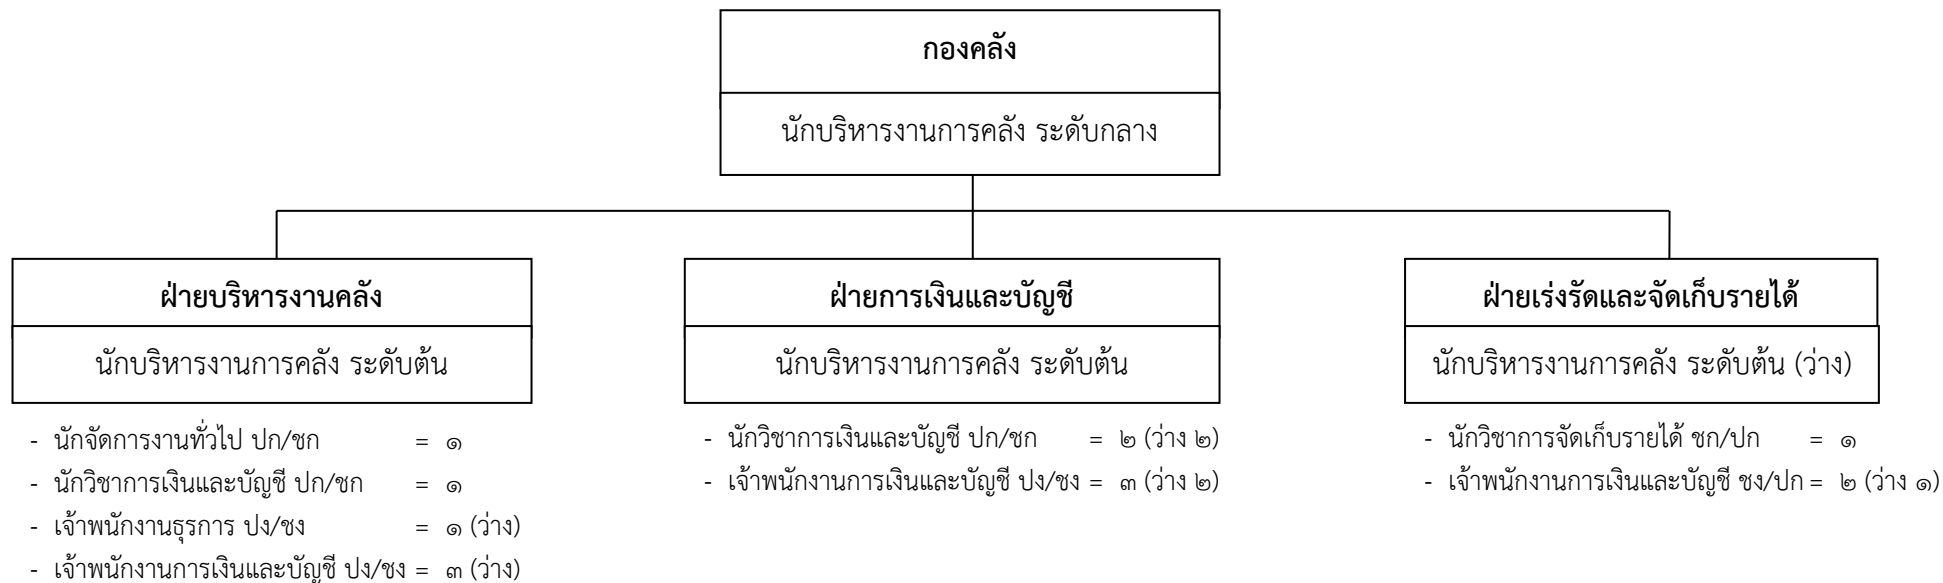 กองคลัง
นักบริหารงานการคลัง ระดับกลาง
ฝ่ายบริหารงานคลัง
นักบริหารงานการคลัง ระดับต้น
- นักจัดการงานทั่วไป ปก/ชก = ๑
- นักวิชาการเงินและบัญชี ปก/ชก = ๑
- เจ้าพนักงานธุรการ ปง/ชง = ๑ (ว่าง)
- เจ้าพนักงานการเงินและบัญชี ปง/ชง = ๓ (ว่าง)
ฝ่ายการเงินและบัญชี
นักบริหารงานการคลัง ระดับต้น
- นักวิชาการเงินและบัญชี ปก/ชก = ๒ (ว่าง ๒)
- เจ้าพนักงานการเงินและบัญชี ปง/ชง = ๓ (ว่าง ๒)
ฝ่ายเร่งรัดและจัดเก็บรายได้
นักบริหารงานการคลัง ระดับต้น (ว่าง)
- นักวิชาการจัดเก็บรายได้ ชก/ปก = ๑
- เจ้าพนักงานการเงินและบัญชี ชง/ปก = ๒ (ว่าง ๑)